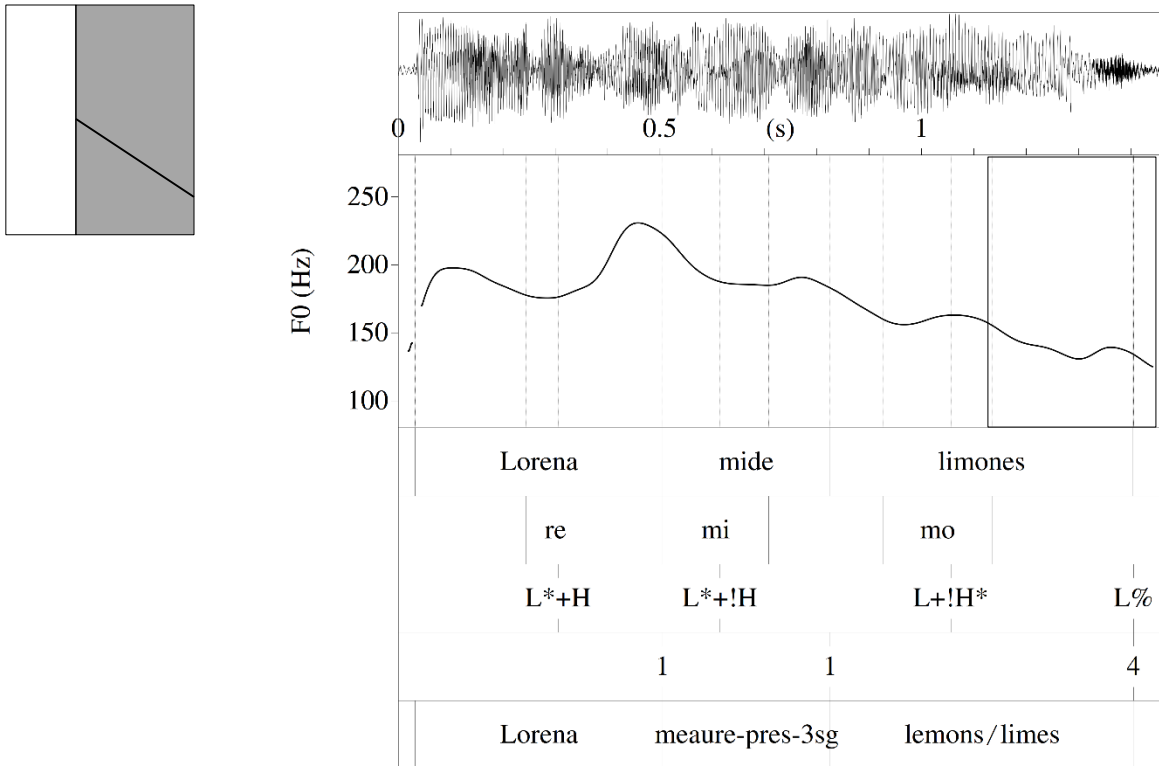 0 0.5 (s) 1
250
200
150
100
F0 (Hz)
Lorena mide limones
re mi mo
L*+H L*+!H L+!H* L%
1 1 4
Lorena meaure-pres-3sg lemons/limes